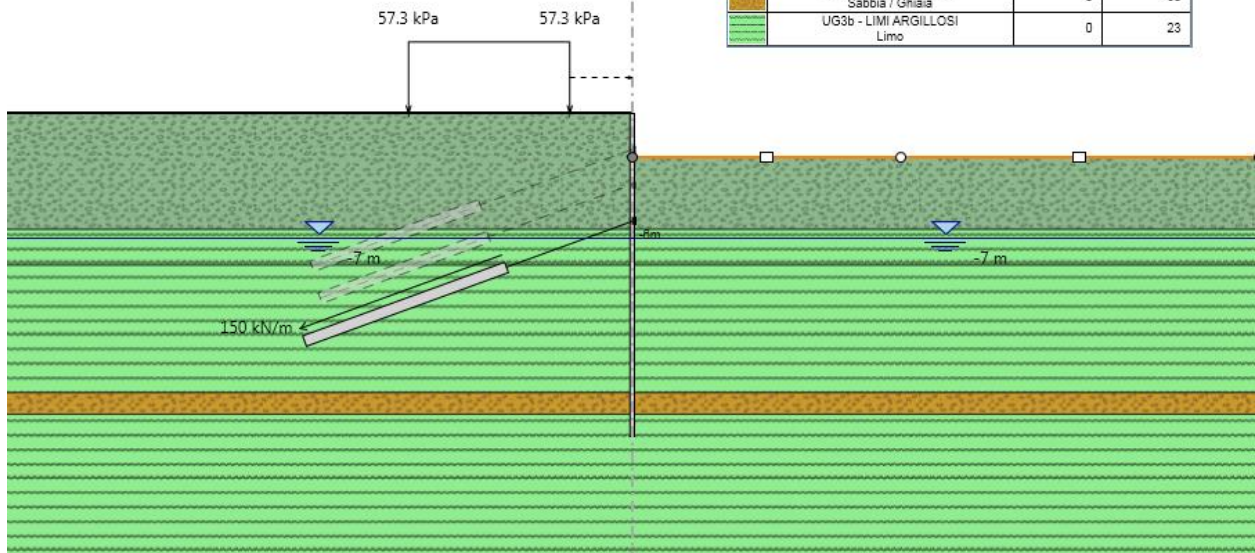 57.3 kPa
57.3 kPa
Sabbia / Ghiaia
UG3b - LIMI ARGILLOSI
Limo
0
23
-6m
-7 m
-7 m
150 kN/m